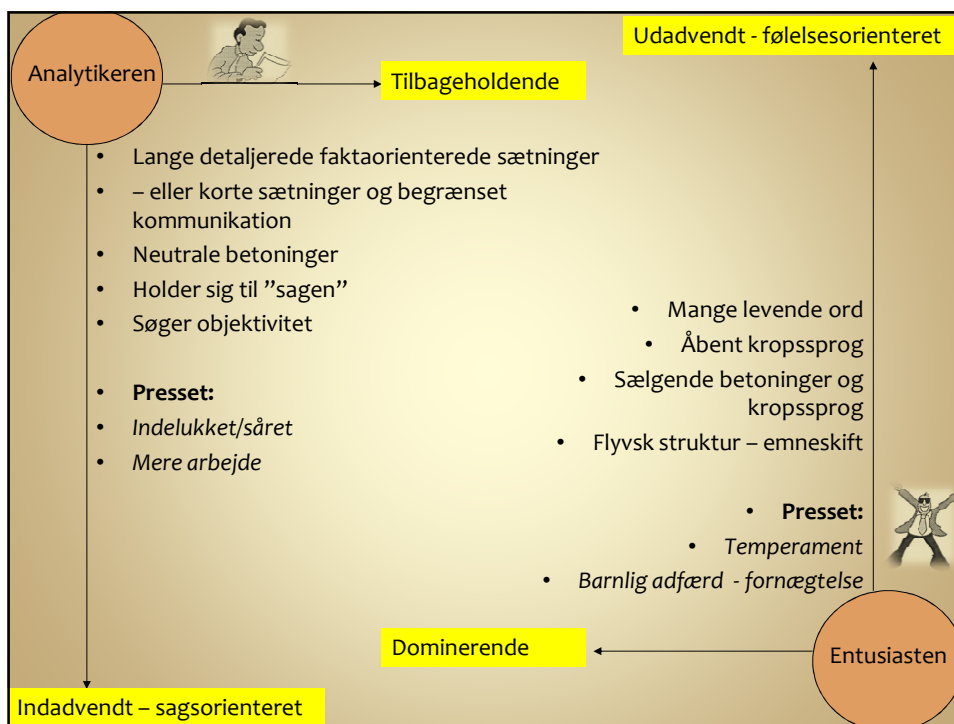 Analytikeren
Tilbageholdende
Udadvendt - følelsesorienteret
• Lange detaljerede faktaorienterede sætninger
• – eller korte sætninger og begrænset
kommunikation
• Neutrale betoninger
• Holder sig til ”sagen”
• Søger objektivitet
• Presset:
• Indelukket/såret
• Mere arbejde
• Mange levende ord
• Åbent kropssprog
• Sælgende betoninger og
kropssprog
• Flyvsk struktur – emneskift
• Presset:
• Temperament
• Barnlig adfærd - fornægtelse
Dominerende
Entusiasten
Indadvendt – sagsorienteret